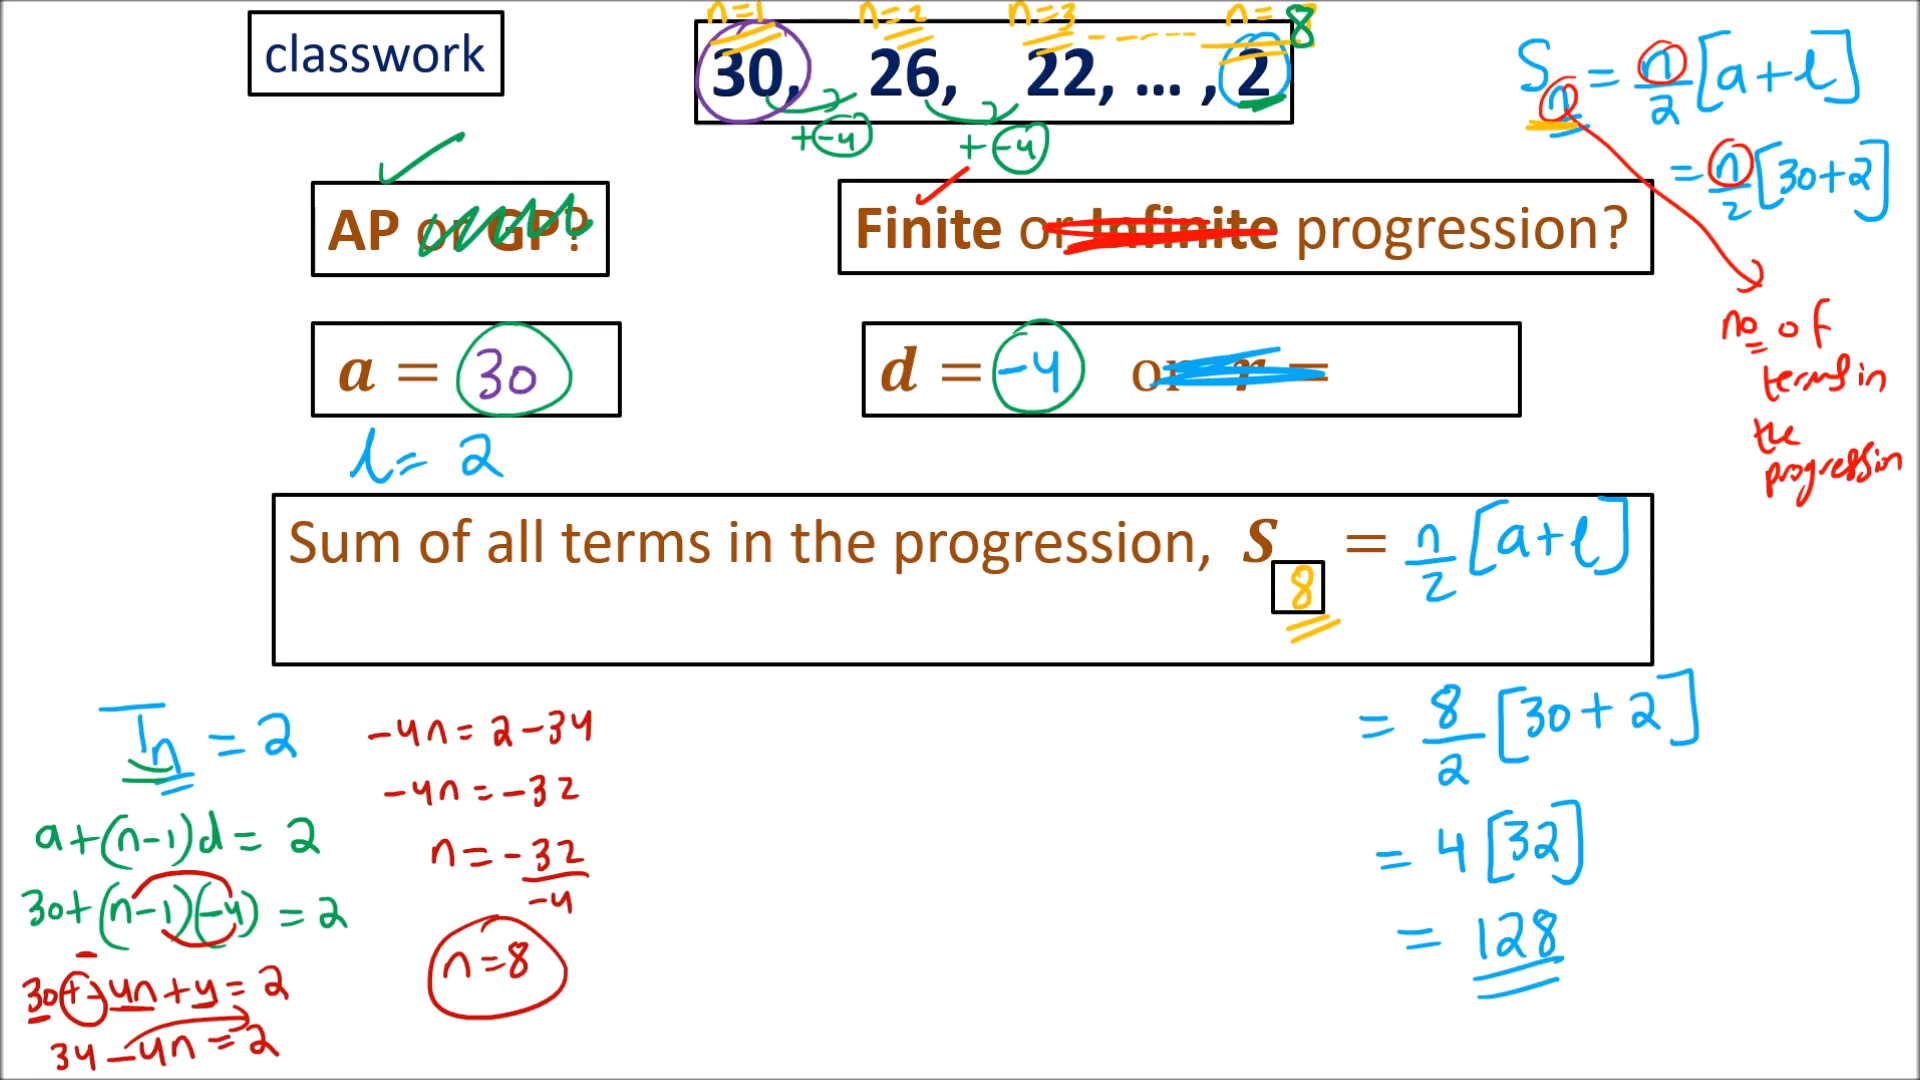 classwork
n=1 n=2 n=3 ------- n= 8
30, 26, 22, ... , 2
+-4 +-4
Sn = n/2 [a+l]
= n/2 [30+2]
no of
terms in
the
progression
AP or GP?
Finite or Infinite progression?
a = 30
d = -4 or r =
l = 2
Sum of all terms in the progression, S8 = n/2 [a+l]
= 8/2 [30+2]
= 4 [32]
= 128
Tn = 2
a+(n-1)d = 2
30+(n-1)(-4) = 2
30+-4n+4 = 2
34-4n = 2
-4n = 2-34
-4n = -32
n = -32/-4
n=8